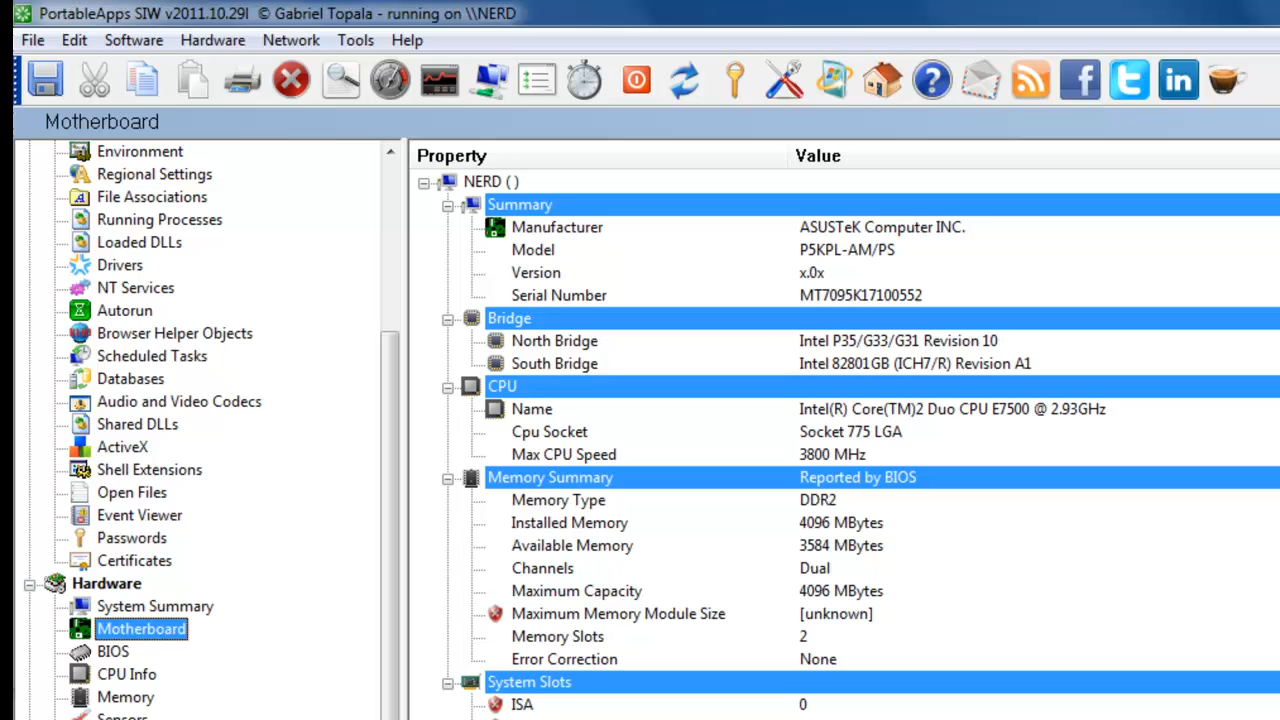 PortableApps SIW v2011.10.29l © Gabriel Topala - running on \\NERD
File Edit Software Hardware Network Tools Help
Motherboard
Environment
Regional Settings
File Associations
Running Processes
Loaded DLLs
Drivers
NT Services
Autorun
Browser Helper Objects
Scheduled Tasks
Databases
Audio and Video Codecs
Shared DLLs
ActiveX
Shell Extensions
Open Files
Event Viewer
Passwords
Certificates
Hardware
System Summary
Motherboard
BIOS
CPU Info
Memory
Sensors
Property Value
NERD ( )
Summary
Manufacturer ASUSTeK Computer INC.
Model P5KPL-AM/PS
Version x.0x
Serial Number MT7095K17100552
Bridge
North Bridge Intel P35/G33/G31 Revision 10
South Bridge Intel 82801GB (ICH7/R) Revision A1
CPU
Name Intel(R) Core(TM)2 Duo CPU E7500 @ 2.93GHz
Cpu Socket Socket 775 LGA
Max CPU Speed 3800 MHz
Memory Summary Reported by BIOS
Memory Type DDR2
Installed Memory 4096 MBytes
Available Memory 3584 MBytes
Channels Dual
Maximum Capacity 4096 MBytes
Maximum Memory Module Size [unknown]
Memory Slots 2
Error Correction None
System Slots
ISA 0